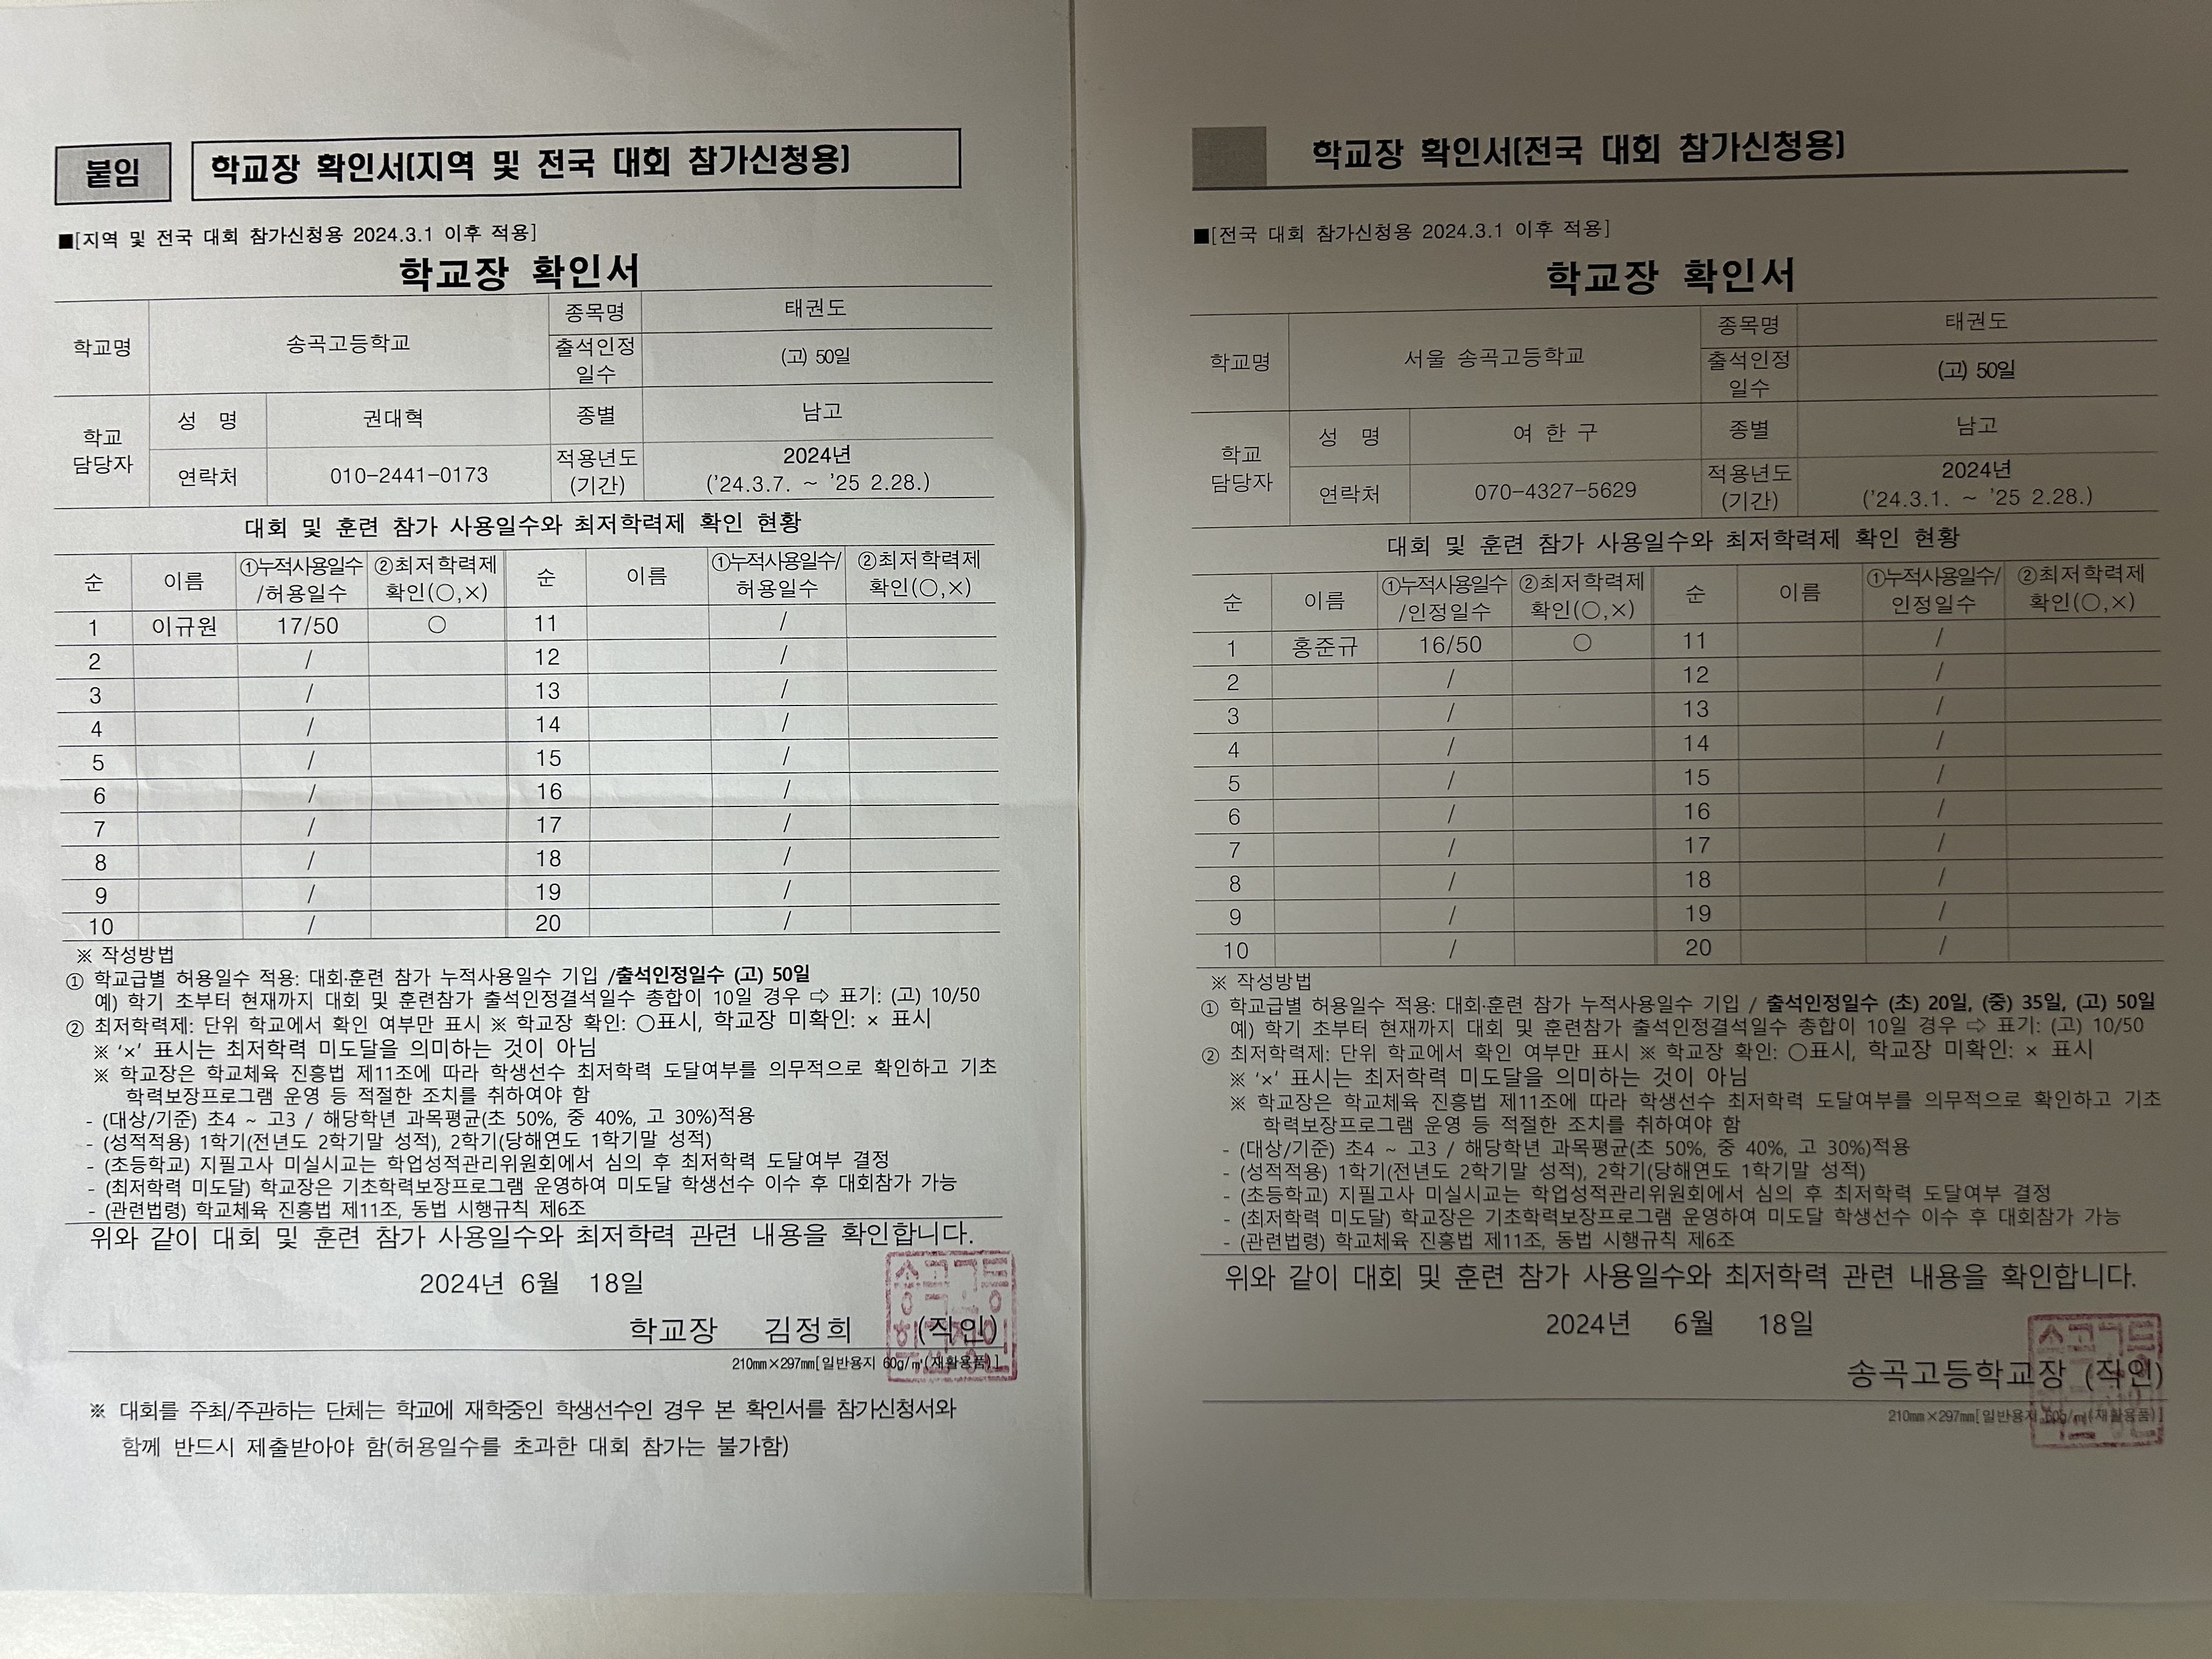 붙임
학교장 확인서(지역 및 전국 대회 참가신청용)
■[지역 및 전국 대회 참가신청용 2024.3.1 이후 적용]
학교장 확인서
학교명 송곡고등학교 종목명 태권도
출석인정 일수 (고) 50일
학교 담당자 성 명 권대혁 종별 남고
연락처 010-2441-0173 적용년도 (기간) 2024년 ('24.3.7. ~ '25 2.28.)
대회 및 훈련 참가 사용일수와 최저학력제 확인 현황
순 이름 ①누적사용일수 /허용일수 ②최저학력제 확인(○,×) 순 이름 ①누적사용일수/ 허용일수 ②최저학력제 확인(○,×)
1 이규원 17/50 ○ 11 /
2 / 12 /
3 / 13 /
4 / 14 /
5 / 15 /
6 / 16 /
7 / 17 /
8 / 18 /
9 / 19 /
10 / 20 /
※ 작성방법
① 학교급별 허용일수 적용: 대회·훈련 참가 누적사용일수 기입 /출석인정일수 (고) 50일
예) 학기 초부터 현재까지 대회 및 훈련참가 출석인정결석일수 총합이 10일 경우 ⇨ 표기: (고) 10/50
② 최저학력제: 단위 학교에서 확인 여부만 표시 ※ 학교장 확인: ○표시, 학교장 미확인: × 표시
※ '×' 표시는 최저학력 미도달을 의미하는 것이 아님
※ 학교장은 학교체육 진흥법 제11조에 따라 학생선수 최저학력 도달여부를 의무적으로 확인하고 기초
학력보장프로그램 운영 등 적절한 조치를 취하여야 함
- (대상/기준) 초4 ~ 고3 / 해당학년 과목평균(초 50%, 중 40%, 고 30%)적용
- (성적적용) 1학기(전년도 2학기말 성적), 2학기(당해연도 1학기말 성적)
- (초등학교) 지필고사 미실시교는 학업성적관리위원회에서 심의 후 최저학력 도달여부 결정
- (최저학력 미도달) 학교장은 기초학력보장프로그램 운영하여 미도달 학생선수 이수 후 대회참가 가능
- (관련법령) 학교체육 진흥법 제11조, 동법 시행규칙 제6조
위와 같이 대회 및 훈련 참가 사용일수와 최저학력 관련 내용을 확인합니다.
2024년 6월 18일
학교장 김정희 (직인)
210mm×297mm[일반용지 60g/㎡(재활용품)]
※ 대회를 주최/주관하는 단체는 학교에 재학중인 학생선수인 경우 본 확인서를 참가신청서와
함께 반드시 제출받아야 함(허용일수를 초과한 대회 참가는 불가함)
학교장 확인서(전국 대회 참가신청용)
■[전국 대회 참가신청용 2024.3.1 이후 적용]
학교장 확인서
학교명 서울 송곡고등학교 종목명 태권도
출석인정 일수 (고) 50일
학교 담당자 성 명 여 한 구 종별 남고
연락처 070-4327-5629 적용년도 (기간) 2024년 ('24.3.1. ~ '25 2.28.)
대회 및 훈련 참가 사용일수와 최저학력제 확인 현황
순 이름 ①누적사용일수 /인정일수 ②최저학력제 확인(○,×) 순 이름 ①누적사용일수/ 인정일수 ②최저학력제 확인(○,×)
1 홍준규 16/50 ○ 11 /
2 / 12 /
3 / 13 /
4 / 14 /
5 / 15 /
6 / 16 /
7 / 17 /
8 / 18 /
9 / 19 /
10 / 20 /
※ 작성방법
① 학교급별 허용일수 적용: 대회·훈련 참가 누적사용일수 기입 / 출석인정일수 (초) 20일, (중) 35일, (고) 50일
예) 학기 초부터 현재까지 대회 및 훈련참가 출석인정결석일수 총합이 10일 경우 ⇨ 표기: (고) 10/50
② 최저학력제: 단위 학교에서 확인 여부만 표시 ※ 학교장 확인: ○표시, 학교장 미확인: × 표시
※ '×' 표시는 최저학력 미도달을 의미하는 것이 아님
※ 학교장은 학교체육 진흥법 제11조에 따라 학생선수 최저학력 도달여부를 의무적으로 확인하고 기초
학력보장프로그램 운영 등 적절한 조치를 취하여야 함
- (대상/기준) 초4 ~ 고3 / 해당학년 과목평균(초 50%, 중 40%, 고 30%)적용
- (성적적용) 1학기(전년도 2학기말 성적), 2학기(당해연도 1학기말 성적)
- (초등학교) 지필고사 미실시교는 학업성적관리위원회에서 심의 후 최저학력 도달여부 결정
- (최저학력 미도달) 학교장은 기초학력보장프로그램 운영하여 미도달 학생선수 이수 후 대회참가 가능
- (관련법령) 학교체육 진흥법 제11조, 동법 시행규칙 제6조
위와 같이 대회 및 훈련 참가 사용일수와 최저학력 관련 내용을 확인합니다.
2024년 6월 18일
송곡고등학교장 (직인)
210mm×297mm[일반용지 60g/㎡(재활용품)]